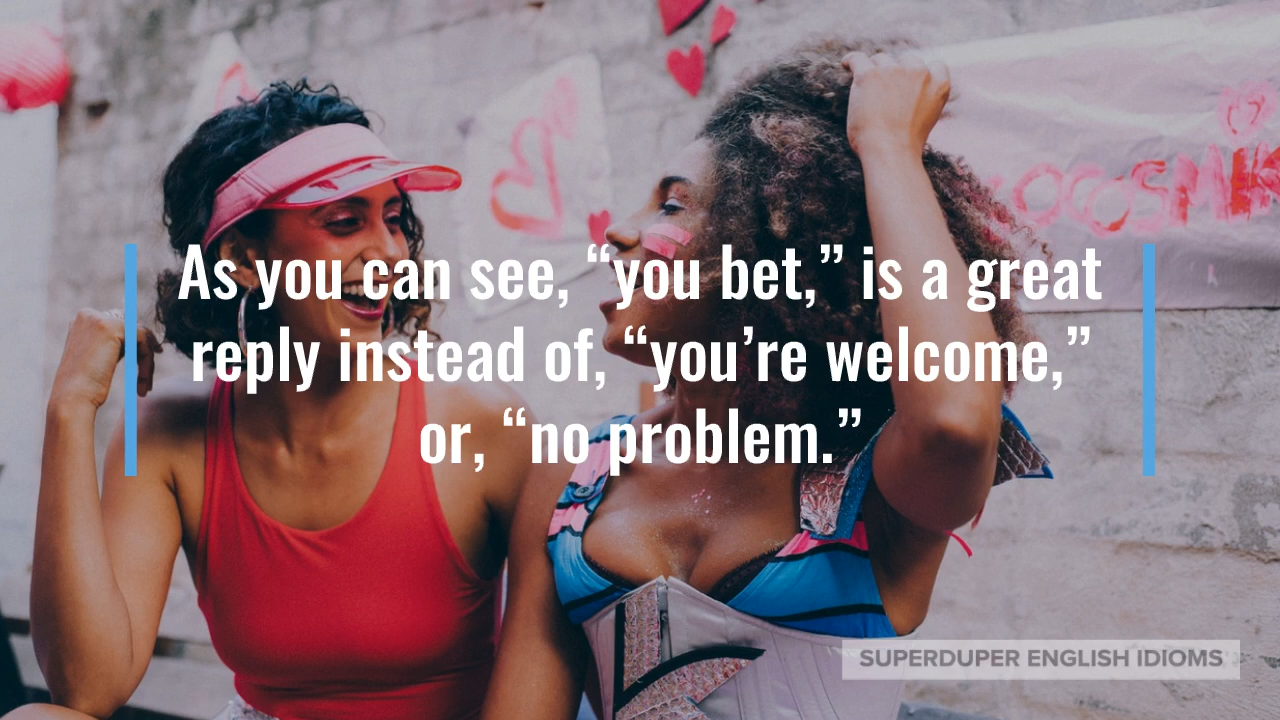 As you can see, “you bet,” is a great
reply instead of, “you’re welcome,”
or, “no problem.”
SUPERDUPER ENGLISH IDIOMS